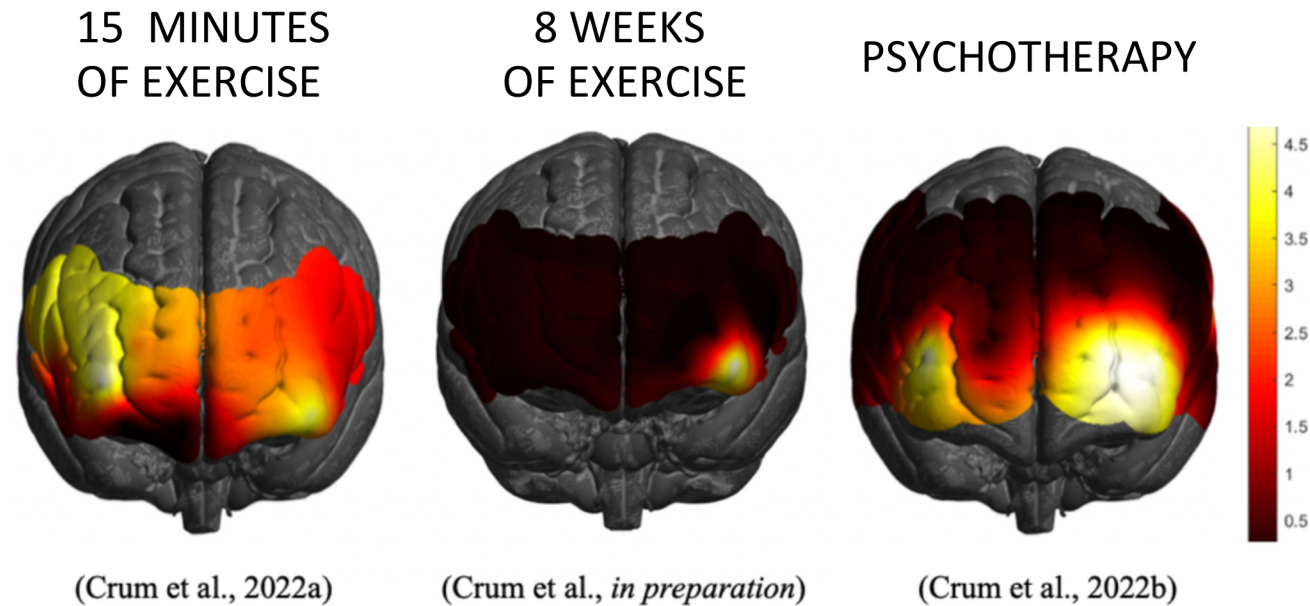 15 MINUTES
OF EXERCISE
8 WEEKS
OF EXERCISE
PSYCHOTHERAPY
4.5
4
3.5
3
2.5
2
1.5
1
0.5
(Crum et al., 2022a)
(Crum et al., in preparation)
(Crum et al., 2022b)